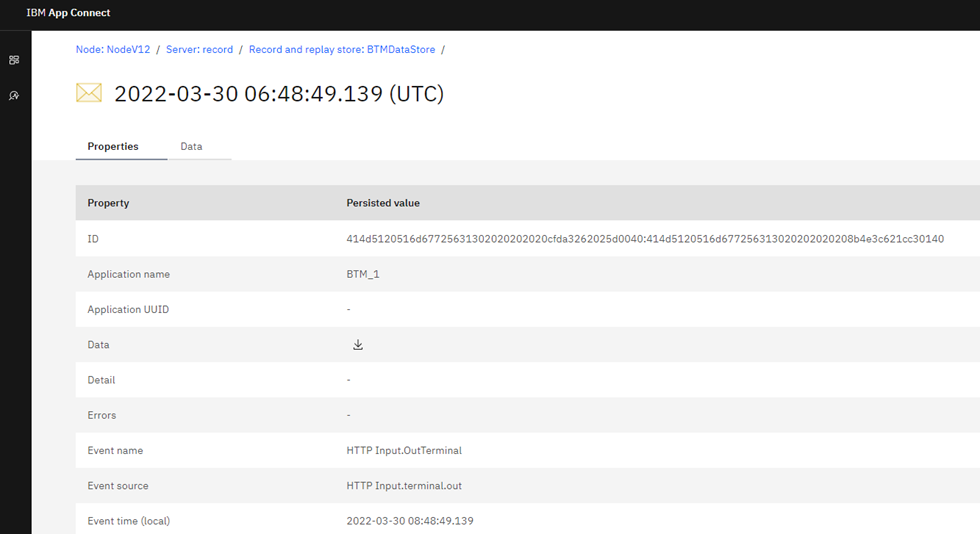 IBM App Connect
Node: NodeV12 / Server: record / Record and replay store: BTMDataStore /
2022-03-30 06:48:49.139 (UTC)
Properties Data
Property Persisted value
ID 414d5120516d67725631302020202020cfda3262025d0040:414d5120516d677256313020202020208b4e3c621cc30140
Application name BTM_1
Application UUID -
Data
Detail -
Errors -
Event name HTTP Input.OutTerminal
Event source HTTP Input.terminal.out
Event time (local) 2022-03-30 08:48:49.139